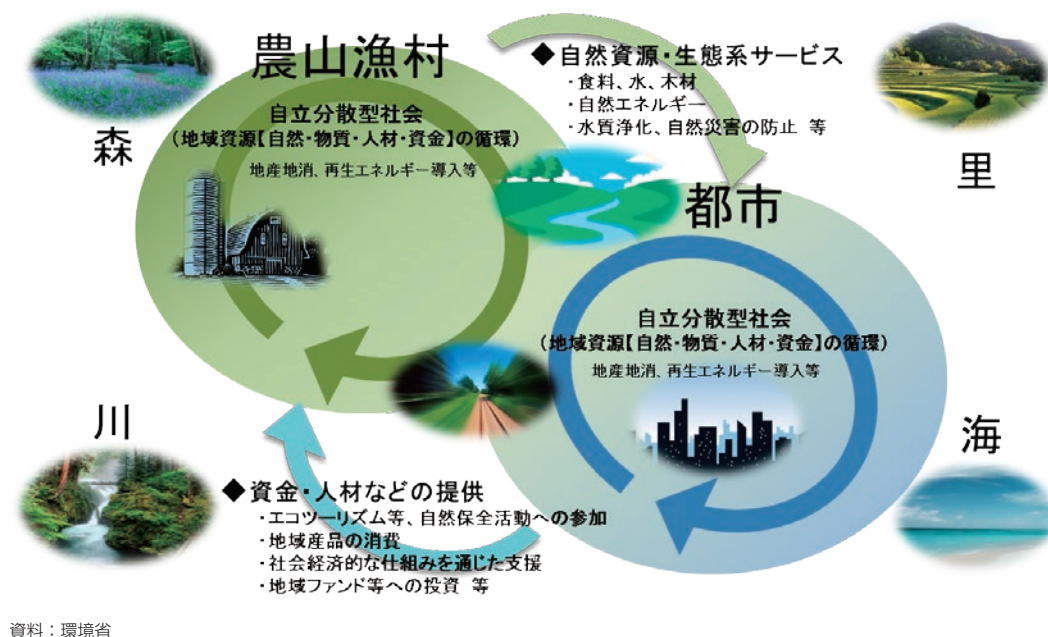 農山漁村
◆自然資源・生態系サービス
・食料、水、木材
・自然エネルギー
・水質浄化、自然災害の防止 等
森
自立分散型社会
(地域資源【自然・物質・人材・資金】の循環)
地産地消、再生エネルギー導入等
里
都市
自立分散型社会
(地域資源【自然・物質・人材・資金】の循環)
地産地消、再生エネルギー導入等
川
海
◆資金・人材などの提供
・エコツーリズム等、自然保全活動への参加
・地域産品の消費
・社会経済的な仕組みを通じた支援
・地域ファンド等への投資 等
資料：環境省